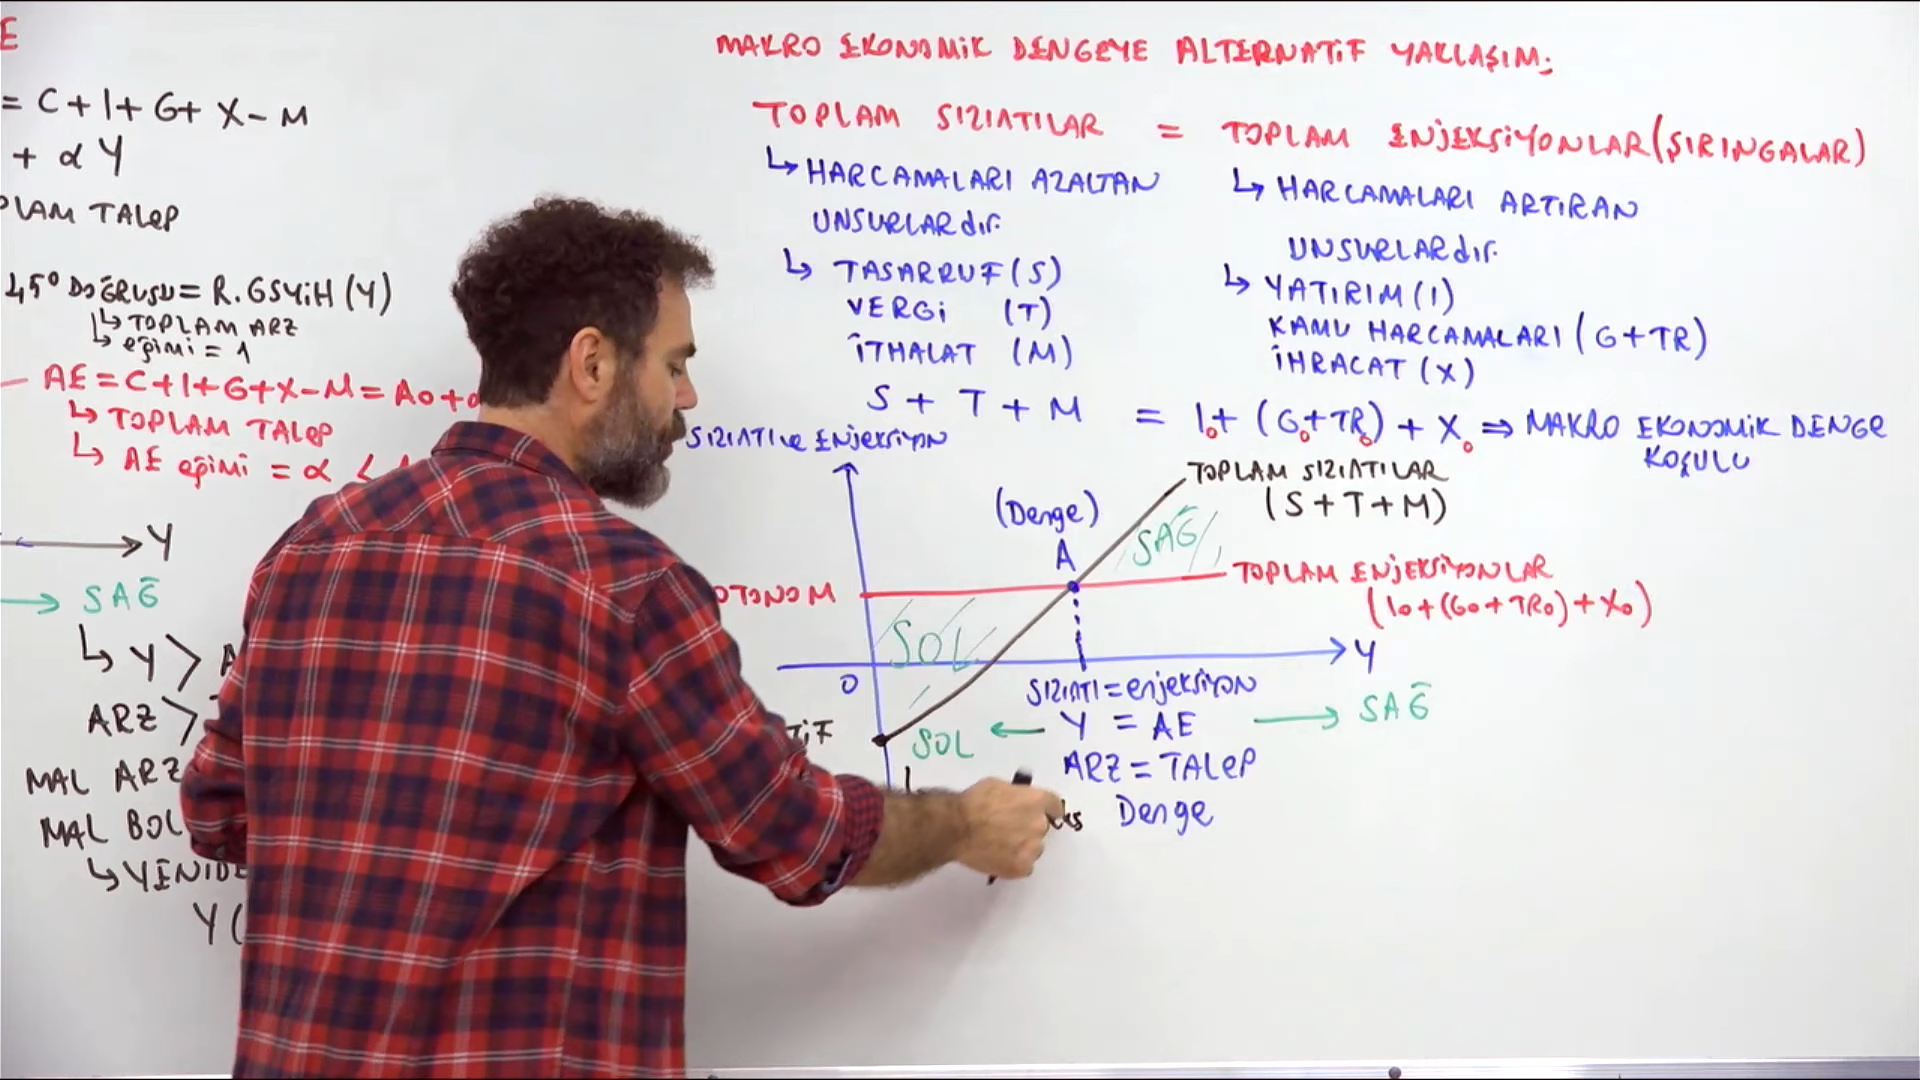 E
= C + I + G + X - M
+ α Y
PLAM TALEP
45° DOĞRUSU = R. GSYİH (Y)
↳ TOPLAM ARZ
↳ eğimi = 1
AE = C + I + G + X - M = A0 + α
↳ TOPLAM TALEP
↳ AE eğimi = α <
Y
→ SAĞ
↳ Y >
ARZ >
MAL ARZ
MAL BOL
↳ YENİDE
Y (
MAKRO EKONOMİK DENGEYE ALTERNATİF YAKLAŞIM:
TOPLAM SIZINTILAR = TOPLAM ENJEKSİYONLAR (ŞIRINGALAR)
↳ HARCAMALARI AZALTAN
UNSURLARdır.
↳ TASARRUF (S)
VERGİ (T)
İTHALAT (M)
↳ HARCAMALARI ARTIRAN
UNSURLARdır.
↳ YATIRIM (I)
KAMU HARCAMALARI (G + TR)
İHRACAT (X)
S + T + M = I0 + (G0 + TR0) + X0 ⇒ MAKRO EKONOMİK DENGE
KOŞULU
SIZINTI ve ENJEKSİYON
TOPLAM SIZINTILAR
(S + T + M)
(Denge)
A
SAĞ
OTONOM
TOPLAM ENJEKSİYONLAR
(I0 + (G0 + TR0) + X0)
SOL
0
Y
SIZINTI = enjeksiyon
SOL ← Y = AE → SAĞ
ARZ = TALEP
Denge